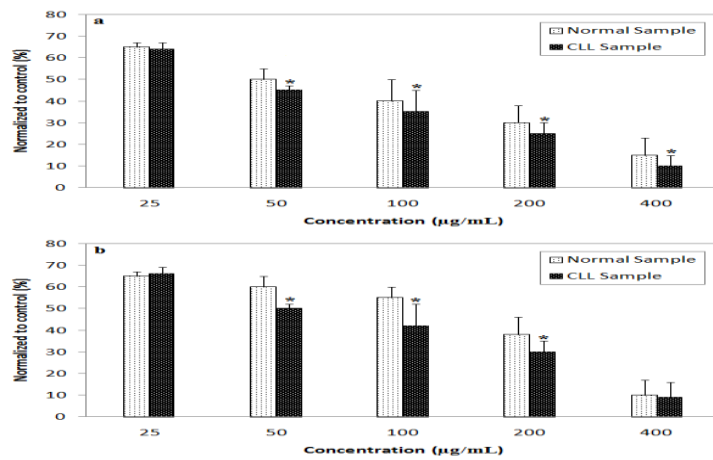 a
Normal Sample
CLL Sample
Normalized to control (%)
80
70
60
50
40
30
20
10
0
*
*
*
*
25 50 100 200 400
Concentration (µg/mL)
b
Normal Sample
CLL Sample
Normalized to control (%)
80
70
60
50
40
30
20
10
0
*
*
*
25 50 100 200 400
Concentration (µg/mL)